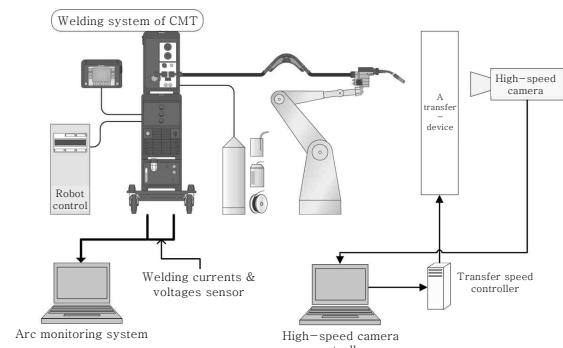 Welding system of CMT
A
transfer
-
device
High-speed
camera
Robot
control
Welding currents &
voltages sensor
Transfer speed
controller
Arc monitoring system
High-speed camera